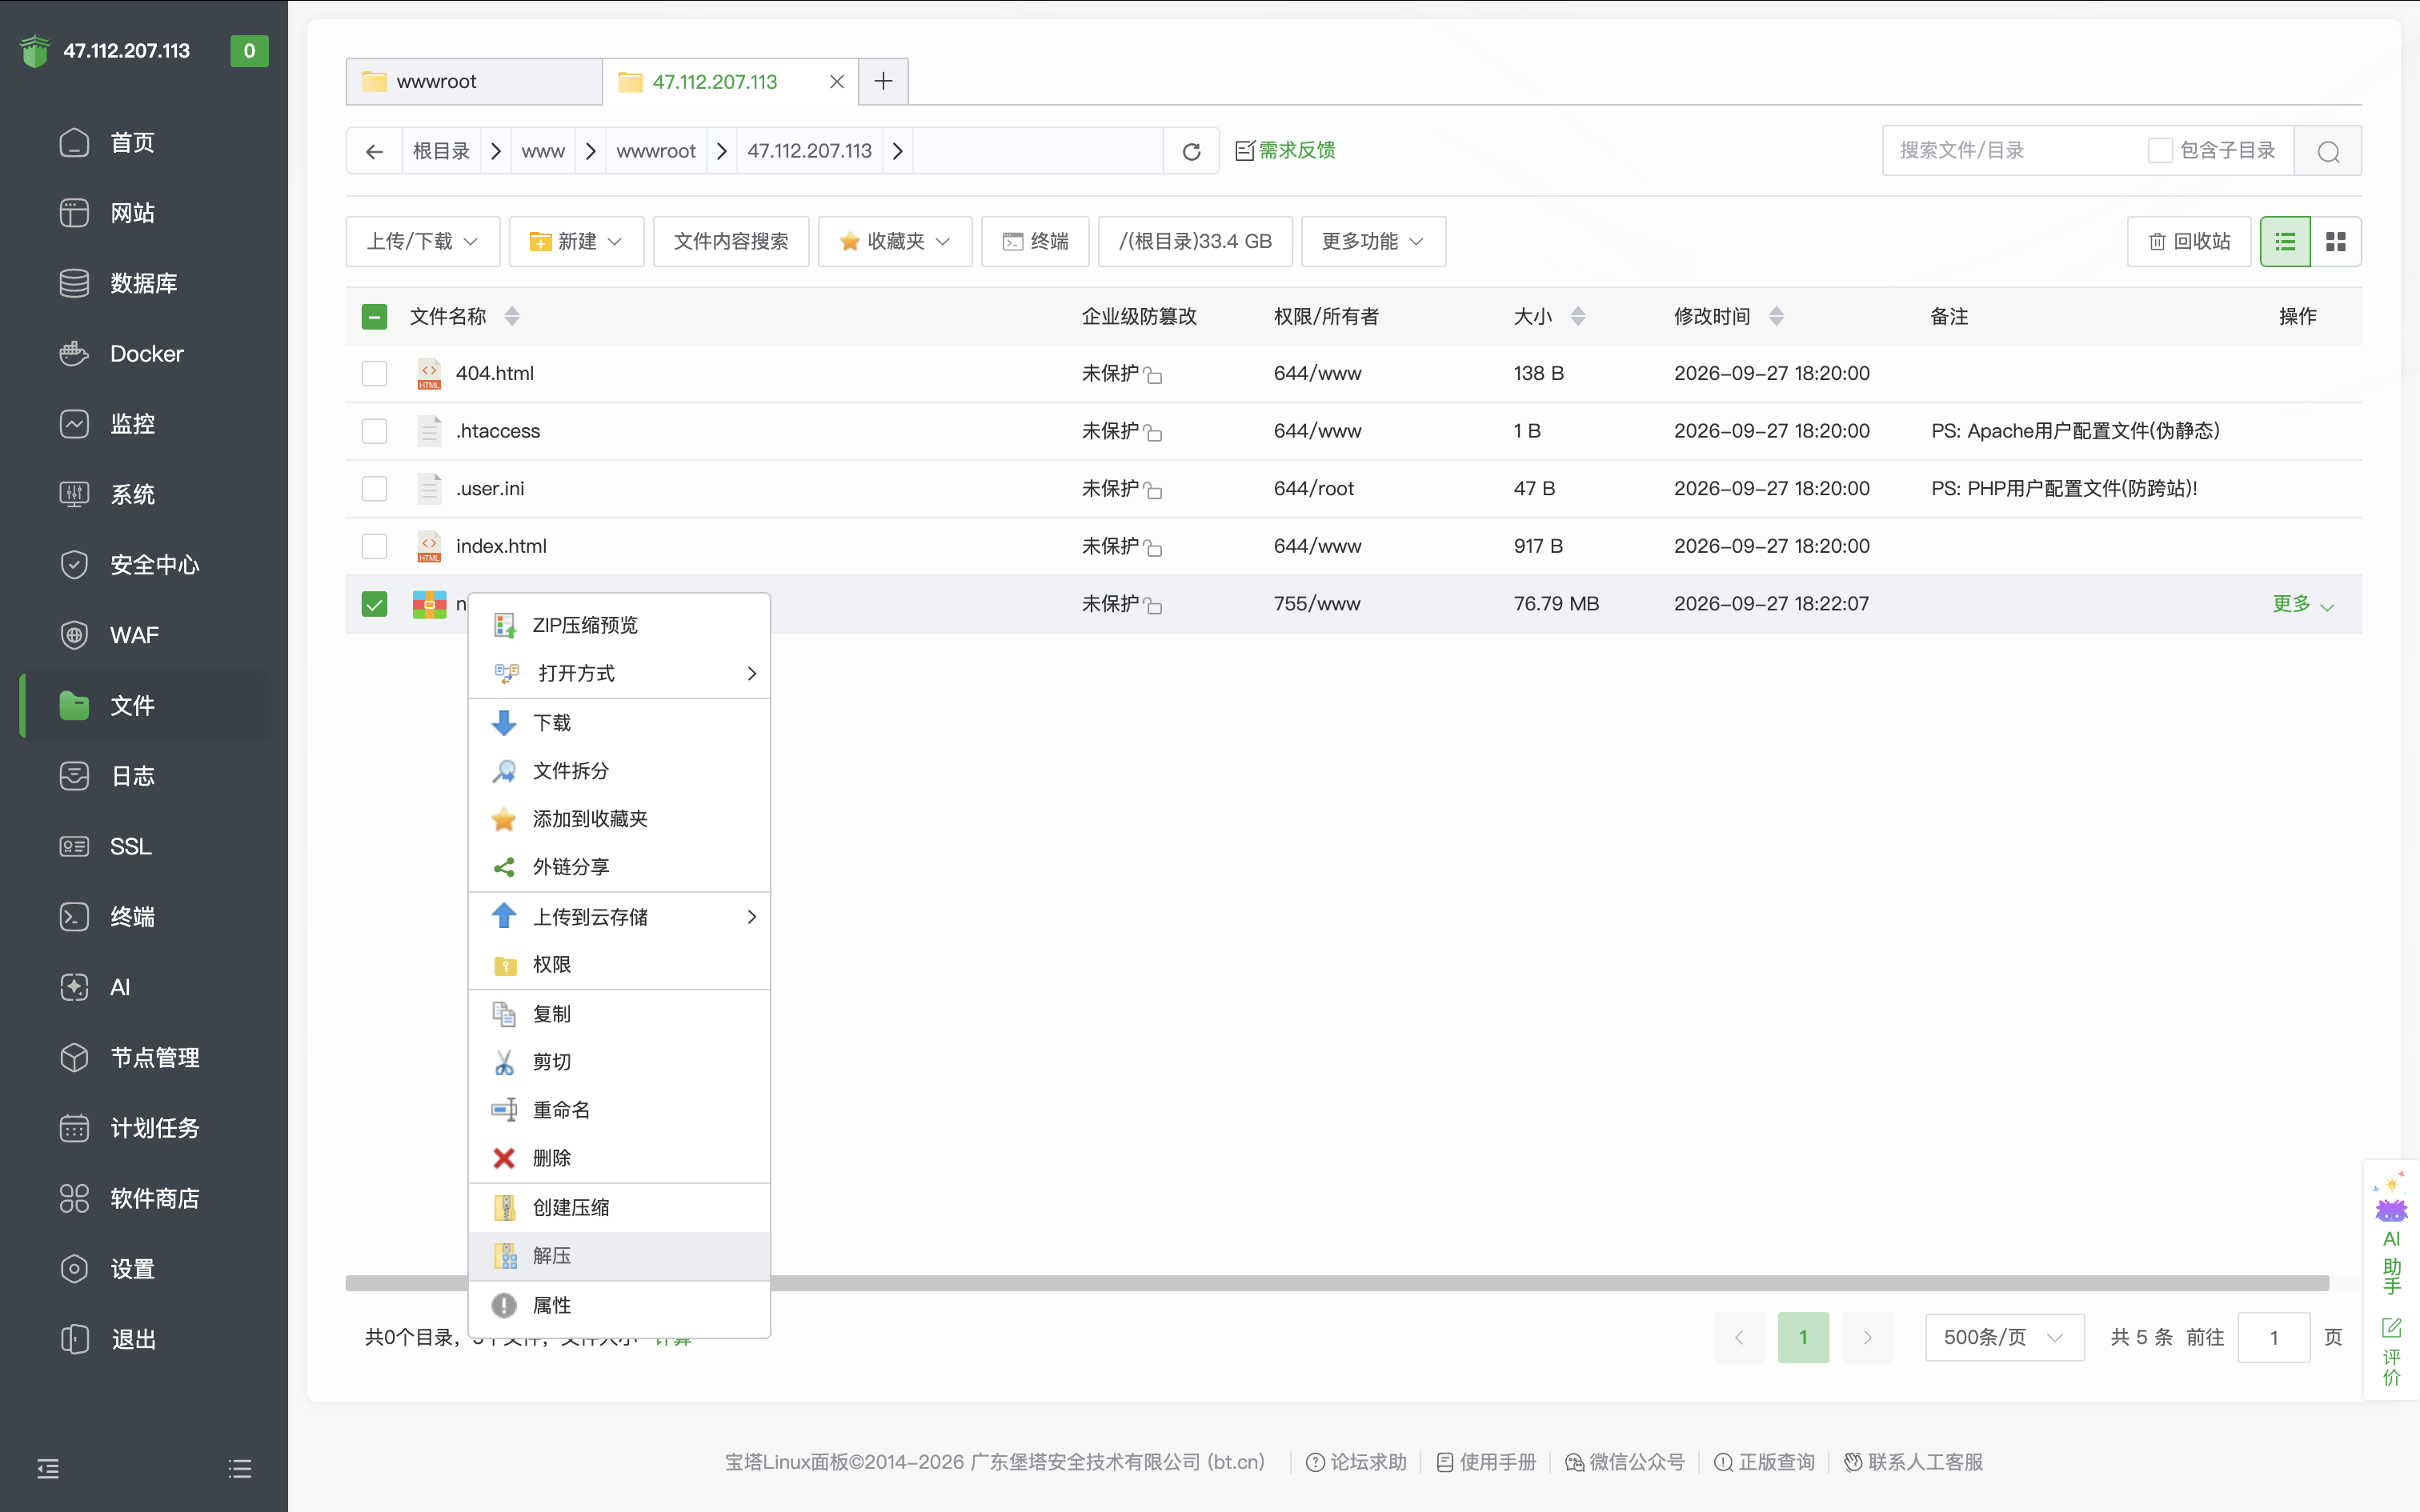 47.112.207.113
0
首页
网站
数据库
Docker
监控
系统
安全中心
WAF
文件
日志
SSL
终端
AI
节点管理
计划任务
软件商店
设置
退出
wwwroot
47.112.207.113
根目录
www
wwwroot
47.112.207.113
需求反馈
搜索文件/目录
包含子目录
上传/下载
新建
文件内容搜索
收藏夹
终端
/(根目录)33.4 GB
更多功能
回收站
文件名称 企业级防篡改 权限/所有者 大小 修改时间 备注 操作
404.html 未保护 644/www 138 B 2026-09-27 18:20:00
.htaccess 未保护 644/www 1 B 2026-09-27 18:20:00 PS: Apache用户配置文件(伪静态)
.user.ini 未保护 644/root 47 B 2026-09-27 18:20:00 PS: PHP用户配置文件(防跨站)!
index.html 未保护 644/www 917 B 2026-09-27 18:20:00
未保护 755/www 76.79 MB 2026-09-27 18:22:07 更多
ZIP压缩预览
打开方式
下载
文件拆分
添加到收藏夹
外链分享
上传到云存储
权限
复制
剪切
重命名
删除
创建压缩
解压
属性
共0个目录,
1
500条/页
共 5 条
前往
1
页
AI
助
手
评
价
宝塔Linux面板©2014-2026 广东堡塔安全技术有限公司 (bt.cn)
论坛求助
使用手册
微信公众号
正版查询
联系人工客服